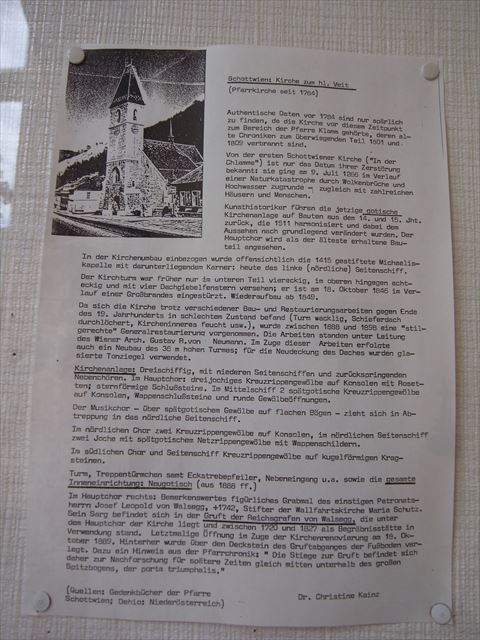 Schottwien: Kirche zum hl. Veit
(Pfarrkirche seit 1784)
Authentische Daten vor 1784 sind nur spärlich
zu finden, da die Kirche vor diesem Zeitpunkt
zum Bereich der Pfarre Klamm gehörte, deren al-
te Chroniken zum überwiegenden Teil 1801 und
1809 verbrannt sind.
Von der ersten Schottwiener Kirche ("In der
Chlamme") ist nur das Datum ihrer Zerstörung
bekannt: sie ging am 9. Juli 1266 im Verlauf
einer Naturkatastrophe durch Wolkenbrüche und
Hochwasser zugrunde - zugleich mit zahlreichen
Häusern und Menschen.
Kunsthistoriker führen die jetzige gotische
Kirchenanlage auf Bauten aus dem 14. und 15. Jht.
zurück, die 1511 harmonisiert und dabei dem
Aussehen nach grundlegend verändert wurden. Der
Hauptchor wird als der älteste erhaltene Bau-
teil angesehen.
In der Kirchenumbau einbezogen wurde offensichtlich die 1415 gestiftete Michaels-
kapelle mit darunterliegendem Karner: heute das linke (nördliche) Seitenschiff.
Der Kirchturm war früher nur im unteren Teil viereckig, im oberen hingegen acht-
eckig und mit vier Dachgiebelfenstern versehen; er ist am 18. Oktober 1846 im Ver-
lauf einer Großbrandes eingestürzt. Wiederaufbau ab 1849.
Da sich die Kirche trotz verschiedener Bau- und Restaurierungsarbeiten gegen Ende
des 19. Jahrhunderts in schlechtem Zustand befand (Turm wacklig, Schieferdach
durchlöchert, Kircheninneres feucht usw.), wurde zwischen 1888 und 1898 eine "stil-
gerechte" Generalrestaurierung vorgenommen. Die Arbeiten standen unter Leitung
des Wiener Arch. Gustav R.von Neumann. Im Zuge dieser Arbeiten erfolgte
auch ein Neubau des 36 m hohen Turmes; für die Neudeckung des Daches wurden gla-
sierte Tonziegel verwendet.
Kirchenanlage: Dreischiffig, mit niederen Seitenschiffen und zurückspringenden
Nebenchören. Im Hauptchor: dreijochiges Kreuzrippengewölbe auf Konsolen mit Roset-
ten; sternförmige Schlußsteine. Im Mittelschiff 2 spätgotische Kreuzrippengewölbe
auf Konsolen, Wappenschlußsteine und runde Gewölbeöffnungen.
Der Musikchor - über spätgotischem Gewölbe auf flachen Bögen - zieht sich in Ab-
treppung in das nördliche Seitenschiff.
Im nördlichen Chor zwei Kreuzrippengewölbe auf Konsolen, im nördlichen Seitenschiff
zwei Joche mit spätgotischem Netzrippengewölbe mit Wappenschildern.
Im südlichen Chor und Seitenschiff Kreuzrippengewölbe auf kugelförmigen Krag-
steinen.
Turm, Treppentürmchen samt Eckstrebepfeiler, Nebeneingang u.a. sowie die gesamte
Inneneinrichtung: Neugotisch (aus 1888 ff.)
Im Hauptchor rechts: Bemerkenswertes figürliches Grabmal des einstigen Patronats-
herrn Josef Leopold von Walsegg, +1742, Stifter der Wallfahrtskirche Maria Schutz.
Sein Sarg befindet sich in der Gruft der Reichsgrafen von Walsegg, die unter
dem Hauptchor der Kirche liegt und zwischen 1720 und 1827 als Begräbnisstätte in
Verwendung stand. Letztmalige Öffnung im Zuge der Kirchenrenovierung am 18. Ok-
tober 1889, Hinterher wurde über den Deckstein des Gruftabganges der Fußboden ver-
legt. Dazu ein Hinweis aus der Pfarrchronik: " Die Stiege zur Gruft befindet sich
daher zur Nachforschung für spätere Zeiten gleich mitten unterhalb des großen
Spitzbogens, der porta triumphalis."
(Quellen: Gedenkbücher der Pfarre
Schottwien; Dehio: Niederösterreich)
Dr. Christine Kainz